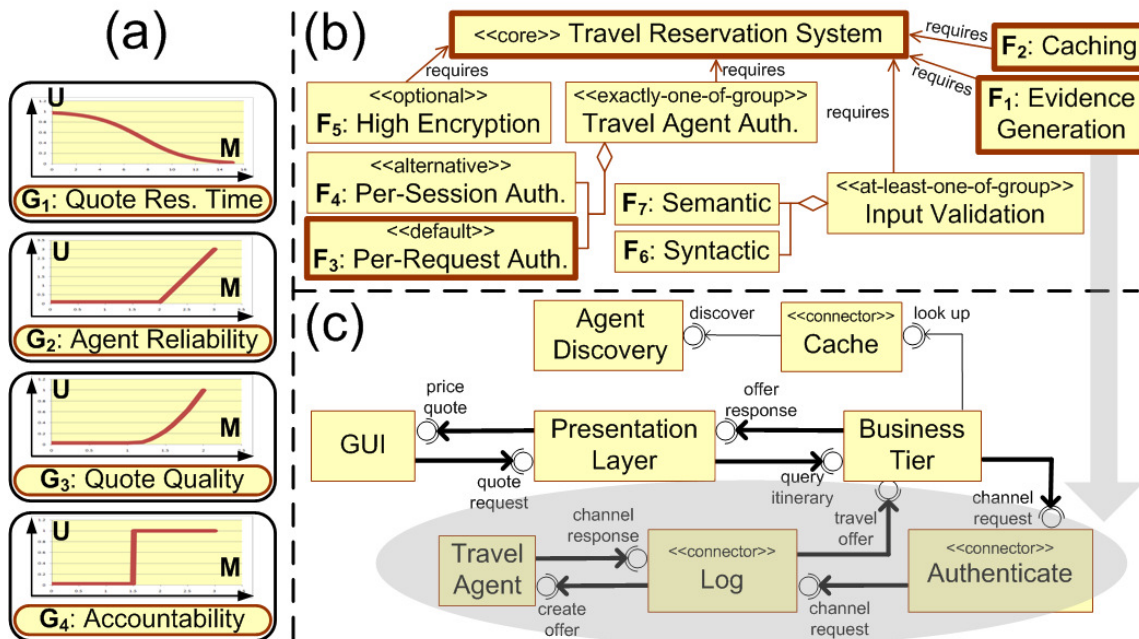 (a)
U
M
G1: Quote Res. Time
U
M
G2: Agent Reliability
U
M
G3: Quote Quality
U
M
G4: Accountability
(b)
<<core>> Travel Reservation System
requires
requires
requires
requires
requires
F2: Caching
F1: Evidence
Generation
<<optional>>
F5: High Encryption
<<exactly-one-of-group>>
Travel Agent Auth.
<<alternative>>
F4: Per-Session Auth.
<<default>>
F3: Per-Request Auth.
F7: Semantic
F6: Syntactic
<<at-least-one-of-group>>
Input Validation
(c)
Agent
Discovery
discover
<<connector>>
Cache
look up
GUI
price
quote
quote
request
Presentation
Layer
offer
response
query
itinerary
Business
Tier
channel
request
Travel
Agent
channel
response
create
offer
<<connector>>
Log
travel
offer
channel
request
<<connector>>
Authenticate